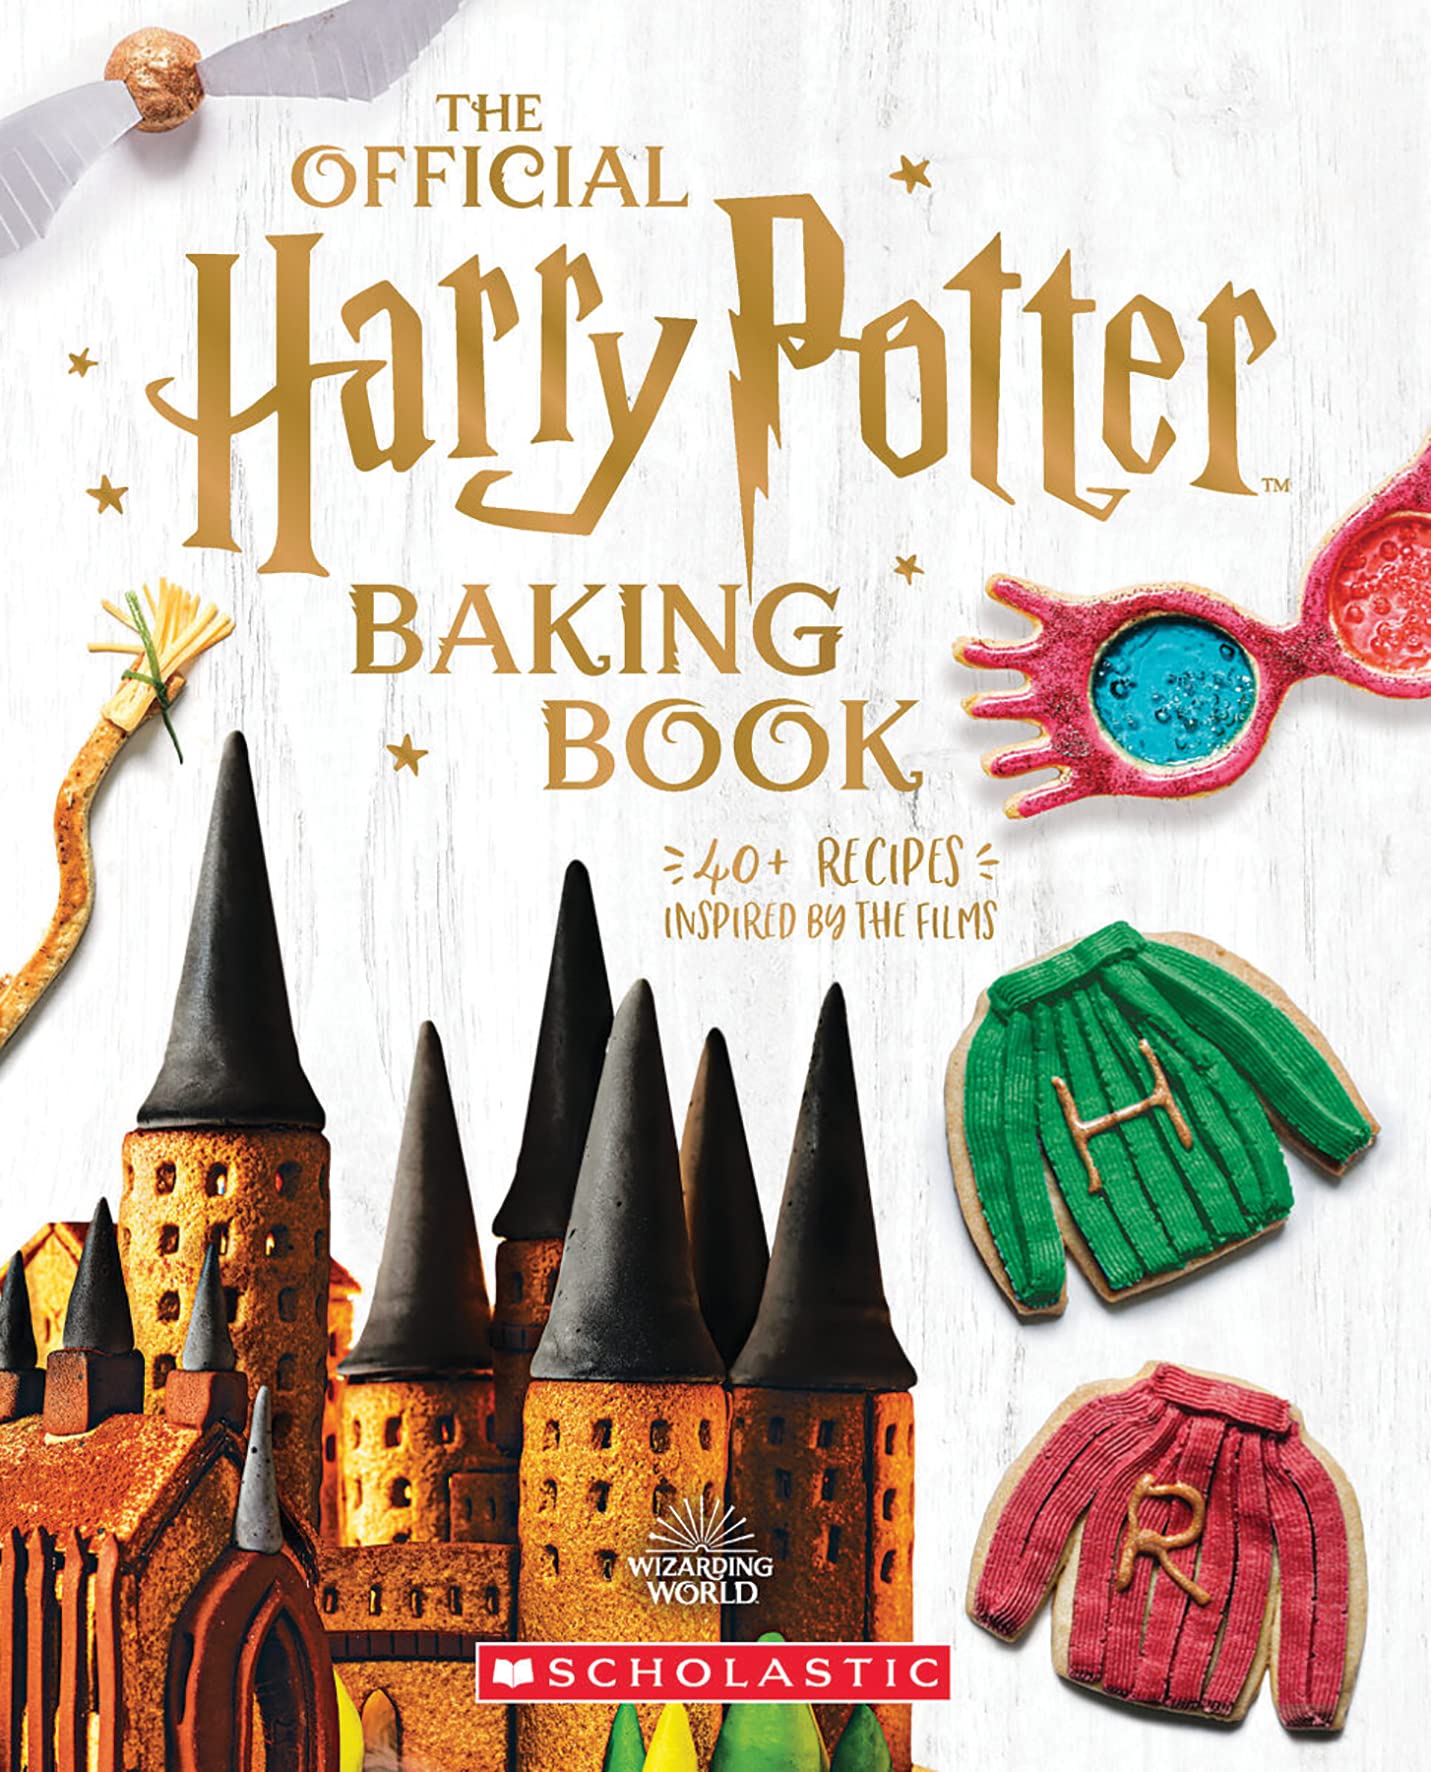 THE
OFFICIAL
Harry Potter™
BAKING
BOOK
40+ RECIPES
INSPIRED BY THE FILMS
H
R
WIZARDING
WORLD
SCHOLASTIC